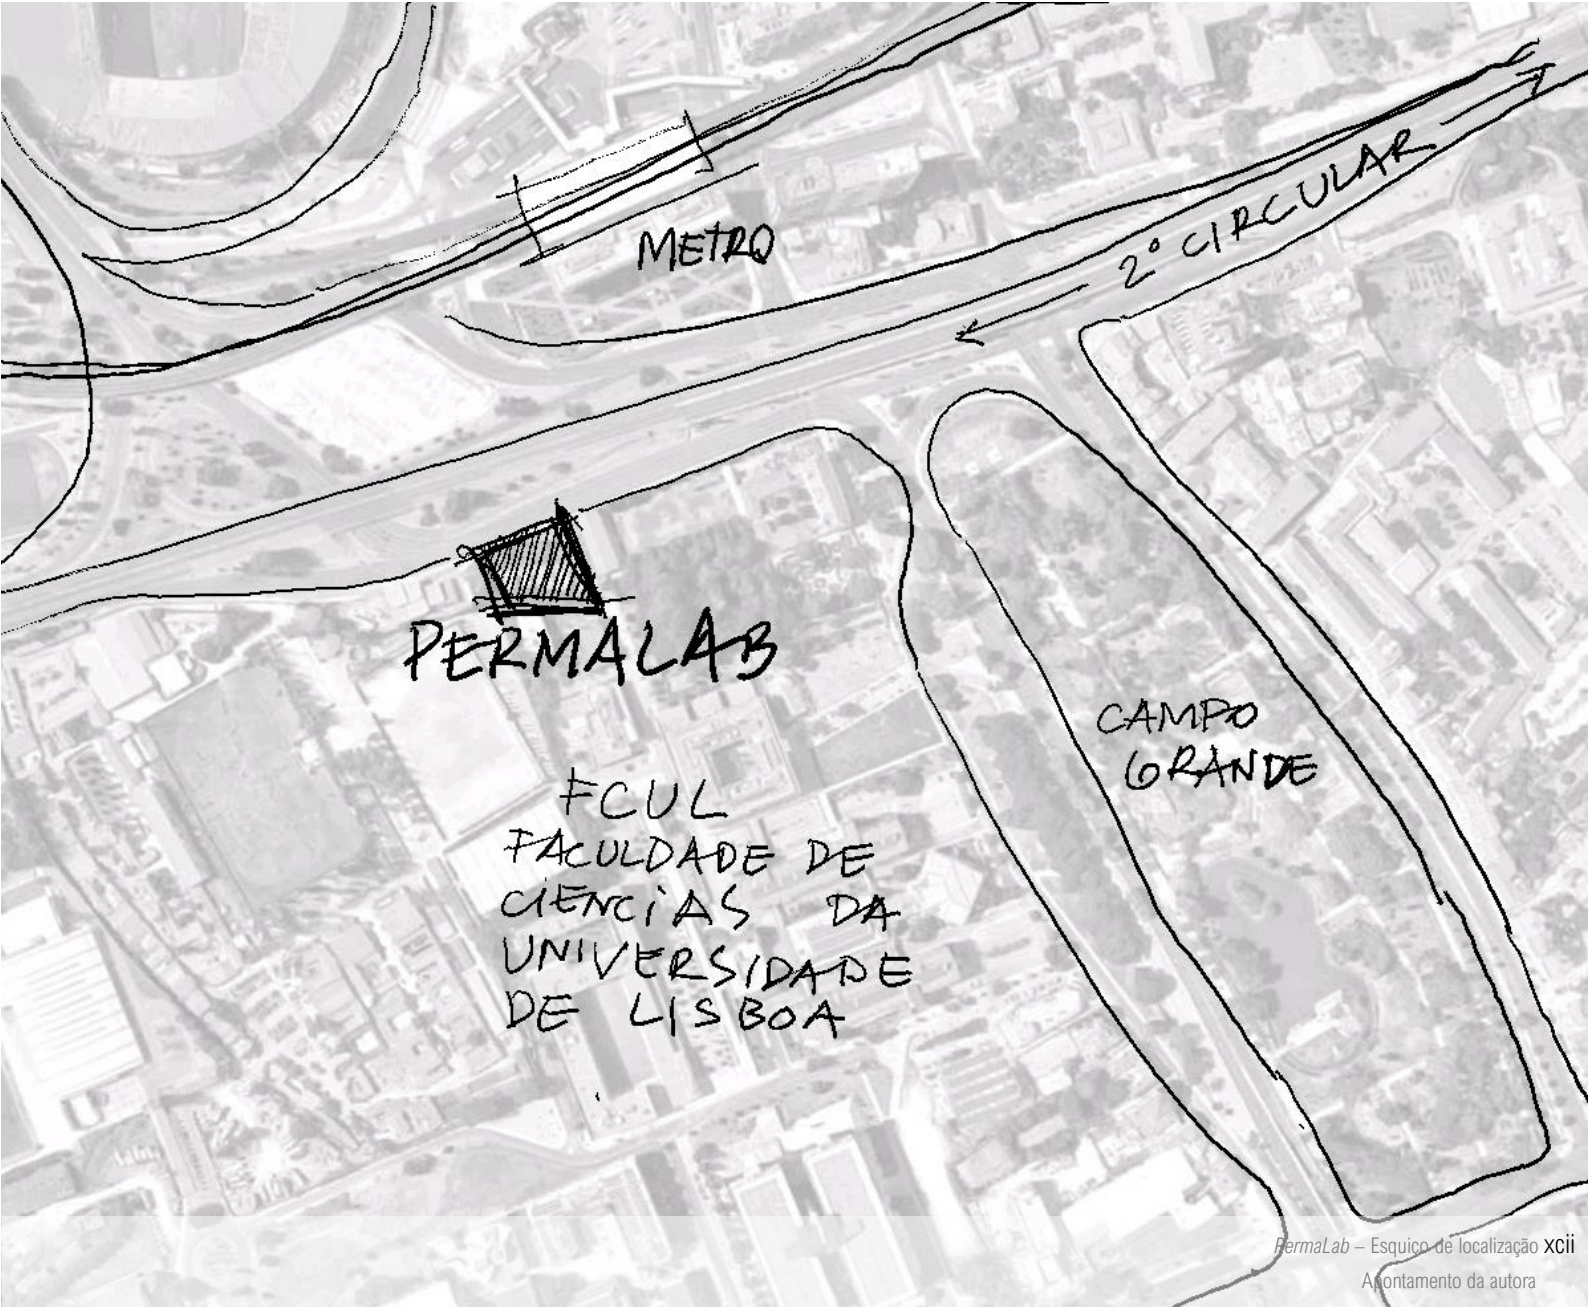 METRO
2º CIRCULAR
PERMALAB
CAMPO
GRANDE
FCUL
FACULDADE DE
CIENCIAS DA
UNIVERSIDADE
DE LISBOA
PermaLab – Esquiço de localização xcii
Apontamento da autora